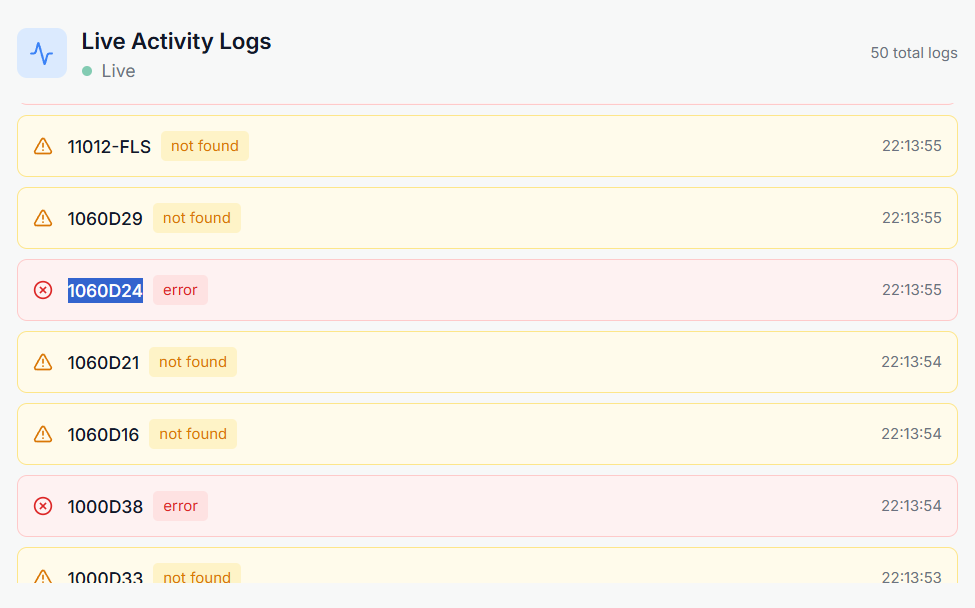 Live Activity Logs
Live
50 total logs
11012-FLS not found 22:13:55
1060D29 not found 22:13:55
1060D24 error 22:13:55
1060D21 not found 22:13:54
1060D16 not found 22:13:54
1000D38 error 22:13:54
1000D33 not found 22:13:53